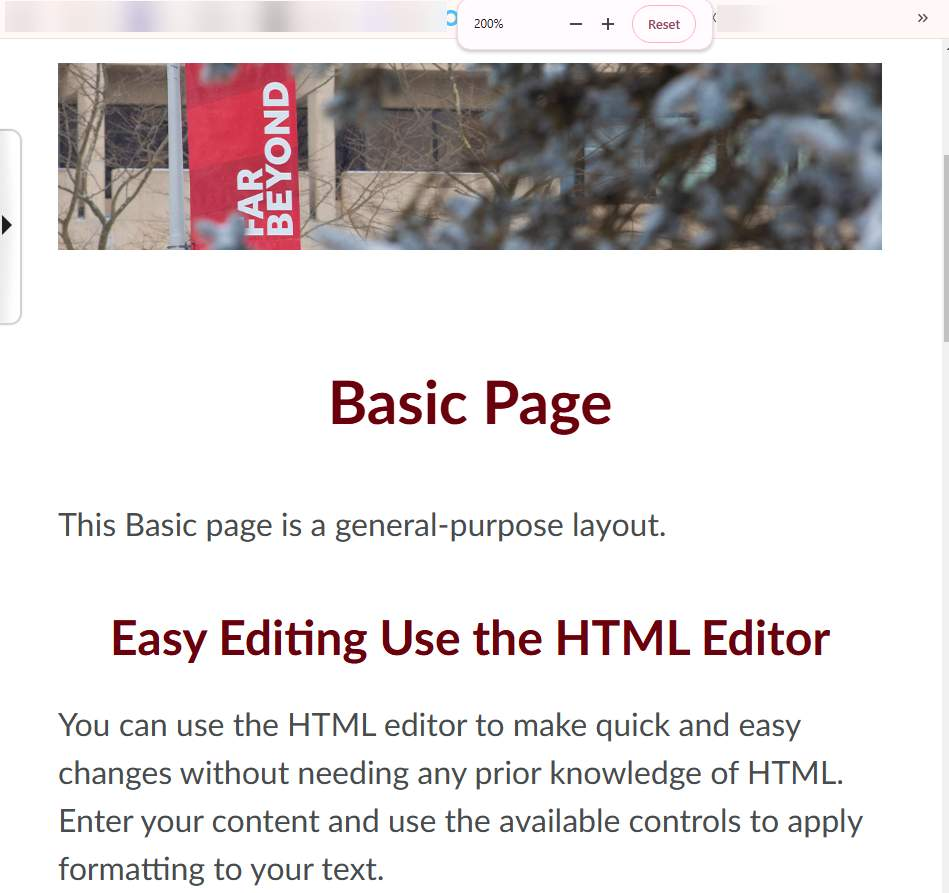 200%
Reset
»
FAR
BEYOND
Basic Page
This Basic page is a general-purpose layout.
Easy Editing Use the HTML Editor
You can use the HTML editor to make quick and easy
changes without needing any prior knowledge of HTML.
Enter your content and use the available controls to apply
formatting to your text.